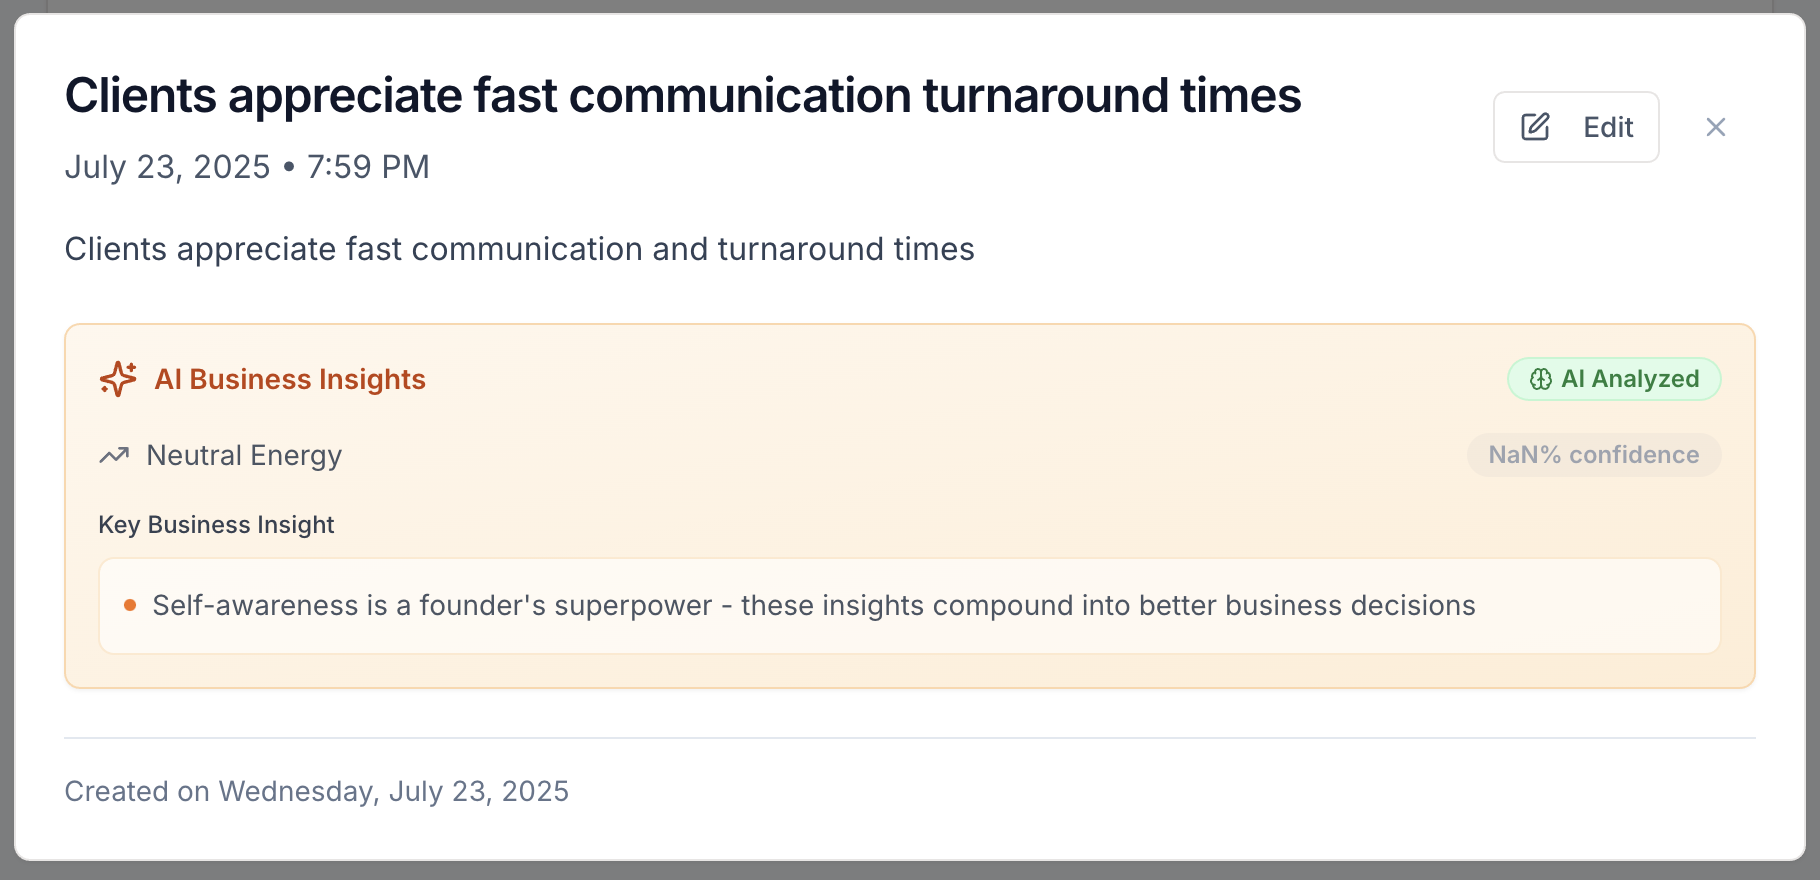 Clients appreciate fast communication turnaround times
July 23, 2025 • 7:59 PM
Edit
Clients appreciate fast communication and turnaround times
AI Business Insights
AI Analyzed
Neutral Energy
NaN% confidence
Key Business Insight
Self-awareness is a founder's superpower - these insights compound into better business decisions
Created on Wednesday, July 23, 2025